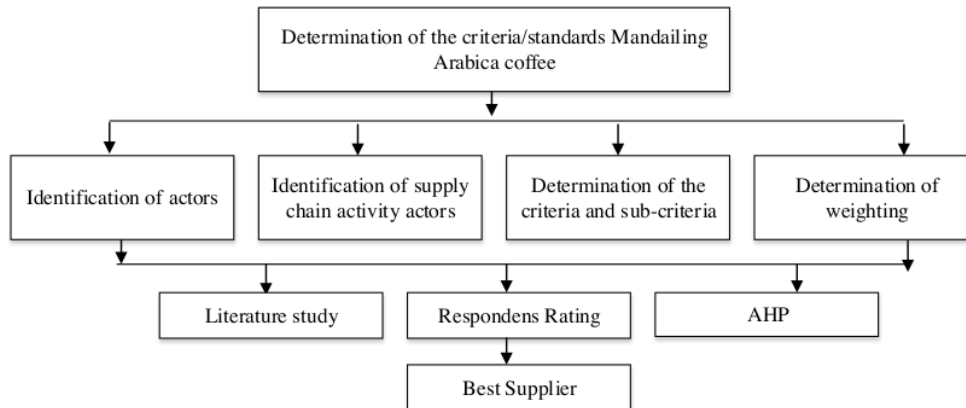 Determination of the criteria/standards Mandailing
Arabica coffee
Identification of actors
Identification of supply
chain activity actors
Determination of the
criteria and sub-criteria
Determination of
weighting
Literature study
Respondens Rating
AHP
Best Supplier